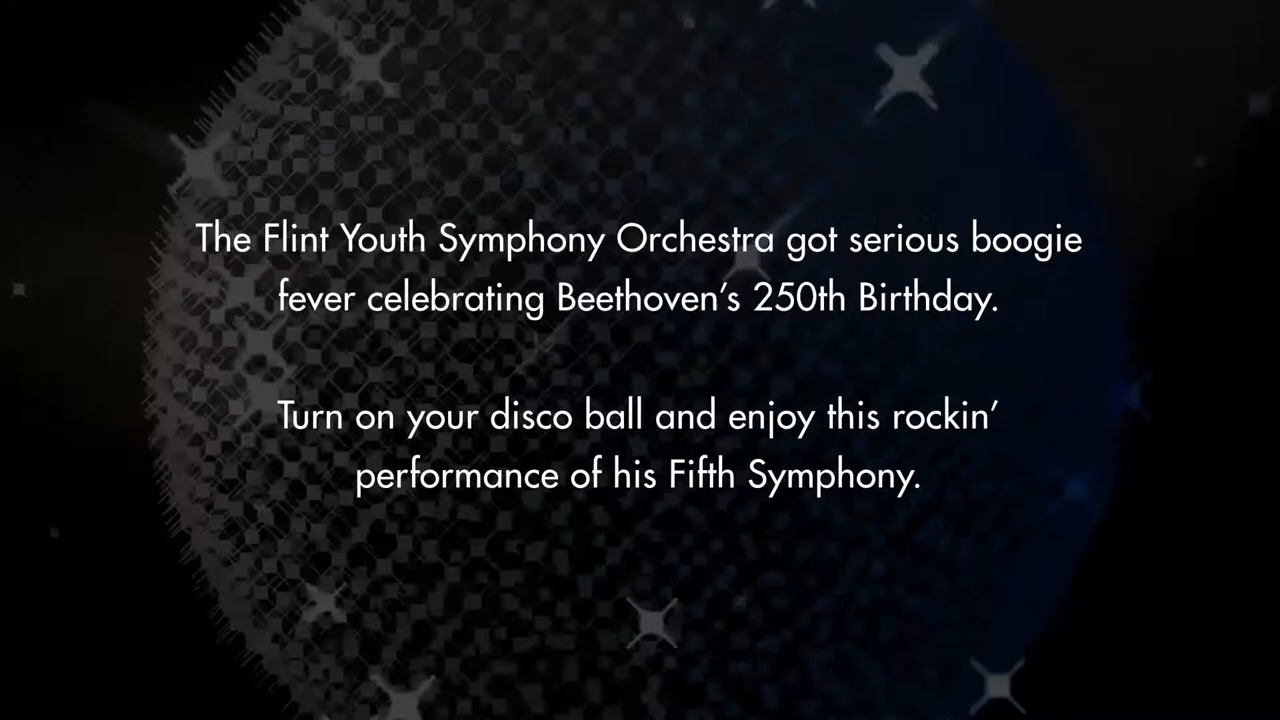 The Flint Youth Symphony Orchestra got serious boogie
fever celebrating Beethoven’s 250th Birthday.
Turn on your disco ball and enjoy this rockin’
performance of his Fifth Symphony.